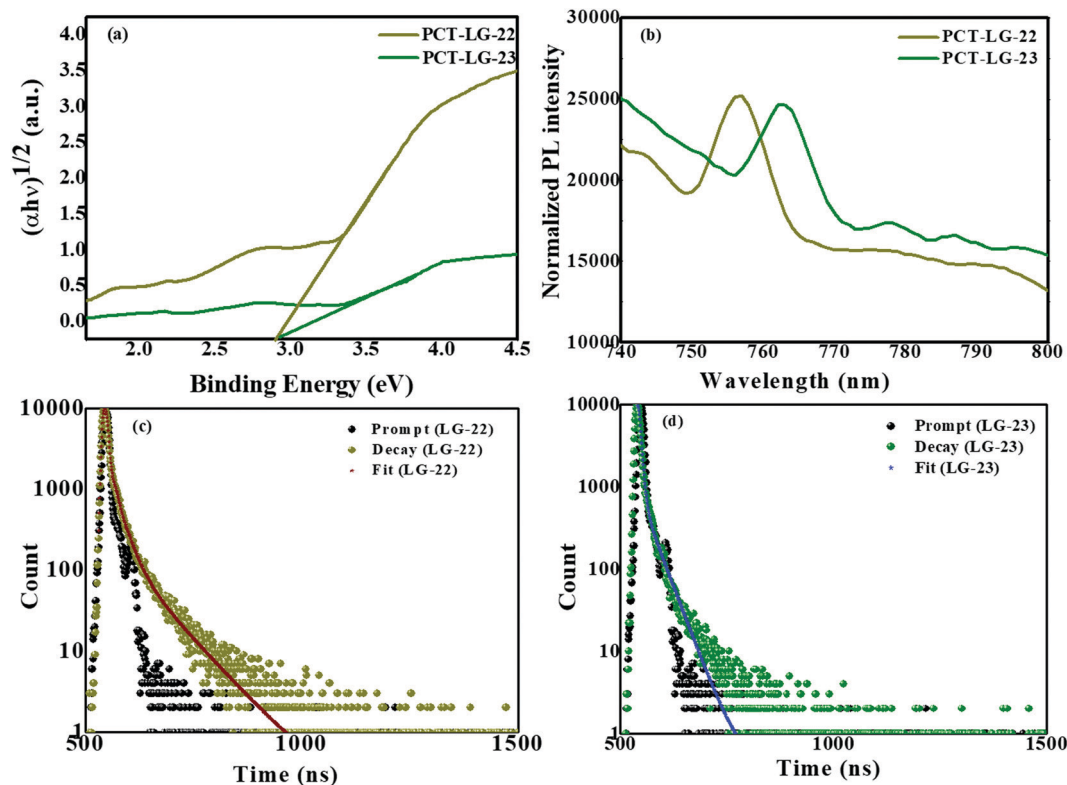 (a)
PCT-LG-22
PCT-LG-23
4.0
3.5
3.0
2.5
2.0
1.5
1.0
0.5
0.0
(αhν)1/2 (a.u.)
2.0 2.5 3.0 3.5 4.0 4.5
Binding Energy (eV)
(b)
PCT-LG-22
PCT-LG-23
30000
25000
20000
15000
10000
Normalized PL intensity
740 750 760 770 780 790 800
Wavelength (nm)
(c)
Prompt (LG-22)
Decay (LG-22)
Fit (LG-22)
10000
1000
100
10
1
Count
500 1000 1500
Time (ns)
(d)
Prompt (LG-23)
Decay (LG-23)
Fit (LG-23)
10000
1000
100
10
1
Count
500 1000 1500
Time (ns)